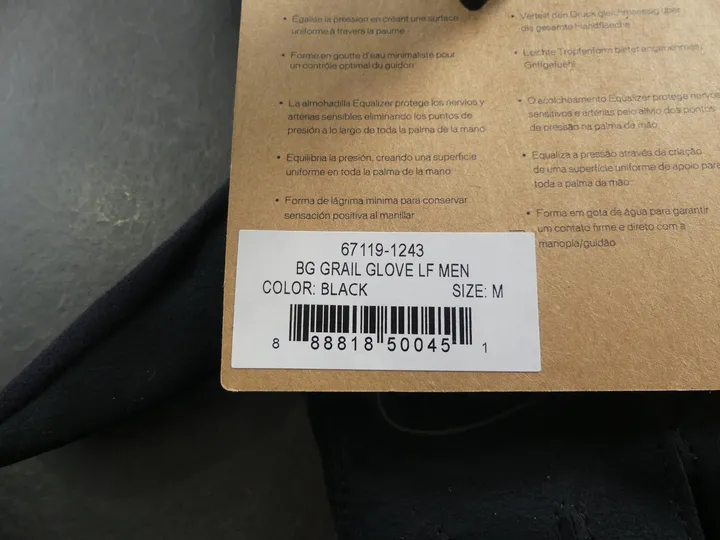 • Égalise la pression en créant une surface
uniforme à travers la paume
• Forme en goutte d'eau minimaliste pour
un contrôle optimal du guidon
• La almohadilla Equalizer protege los nervios y
arterias sensibles eliminando los puntos de
presión a lo largo de toda la palma de la mano
• Equilibria la presión, creando una superficie
uniforme en toda la palma de la mano
• Forma de lágrima mínima para conservar
sensación positiva al manillar
• Verteilt den Druck gleichmässig über
die gesamte Handfläche
• Leichte Tropfenform bietet angenehmes
Griffgefühl
• O acolchoamento Equalizer protege nervos
sensitivos e artérias pelo alívio dos pontos
de pressão na palma da mão
• Equaliza a pressão através da criação
de uma superfície uniforme de apoio para
toda a palma da mão
• Forma em gota de água para garantir
um contato firme e direto com a
manopla/guidão
67119-1243
BG GRAIL GLOVE LF MEN
COLOR: BLACK SIZE: M
8 88818 50045 1